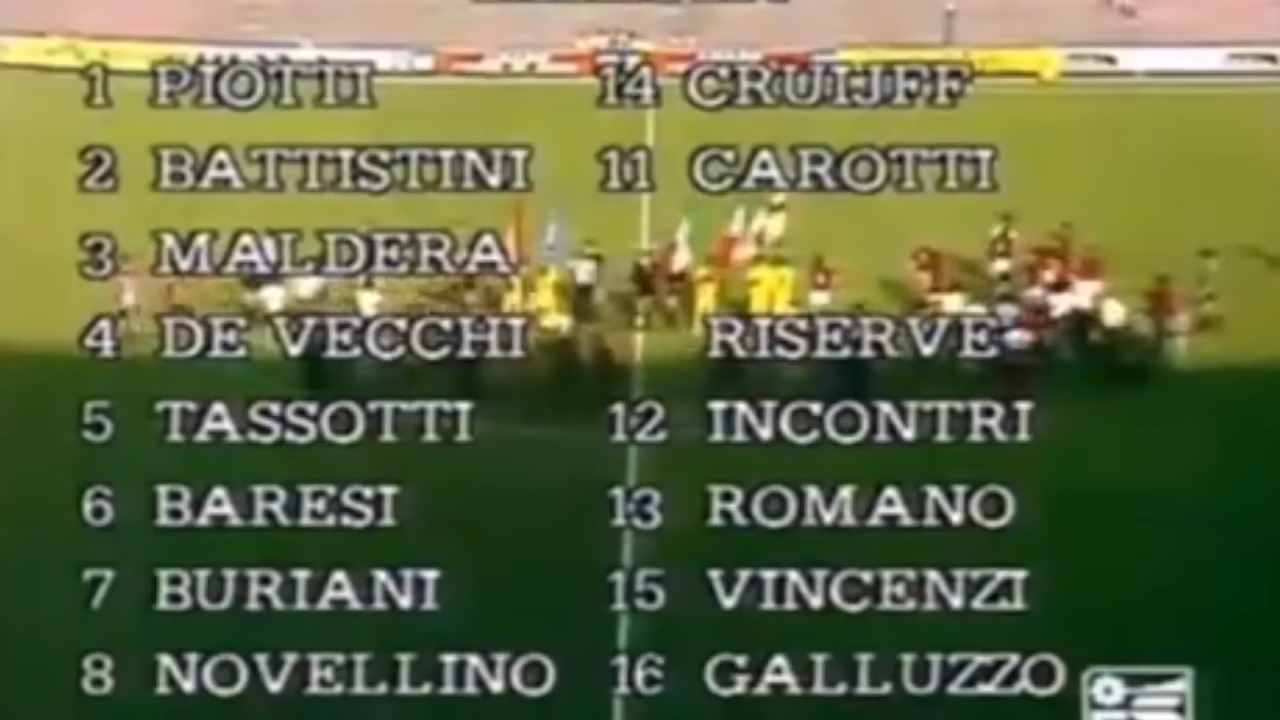 1 PIOTTI
2 BATTISTINI
3 MALDERA
4 DE VECCHI
5 TASSOTTI
6 BARESI
7 BURIANI
8 NOVELLINO
14 CRUIJFF
11 CAROTTI
RISERVE
12 INCONTRI
13 ROMANO
15 VINCENZI
16 GALLUZZO